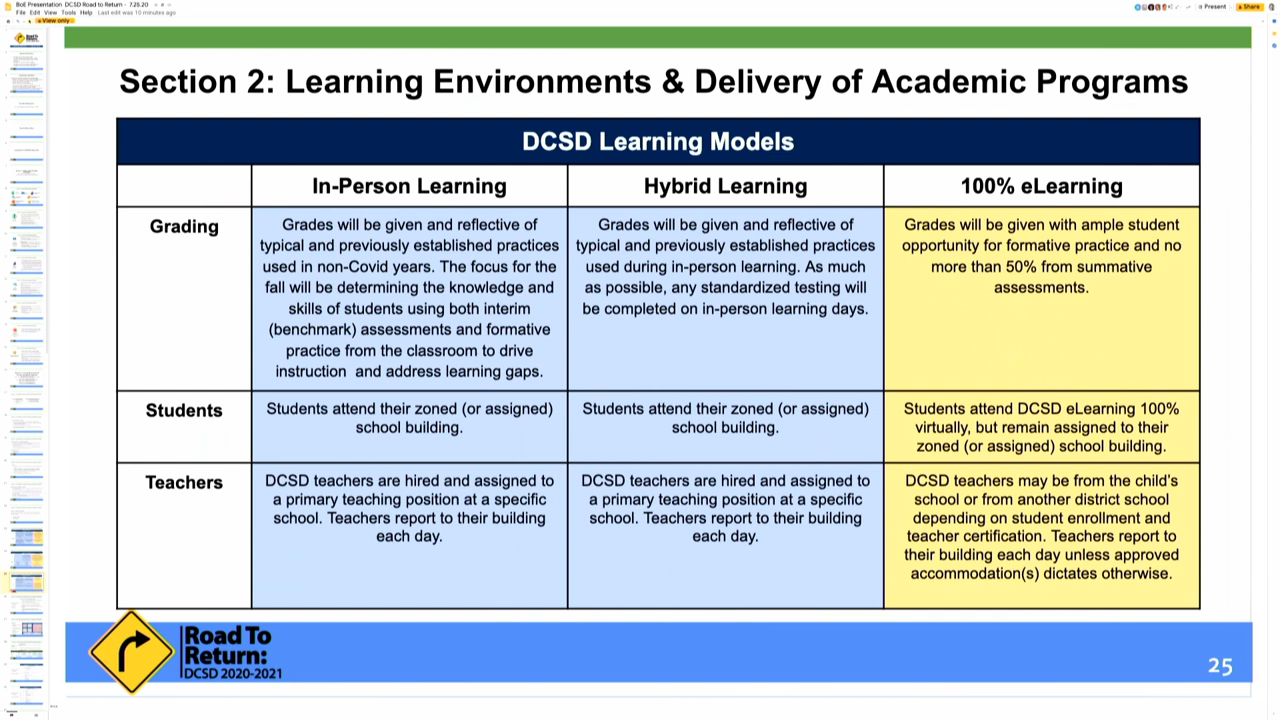 BoE Presentation DCSD Road to Return - 7.25.20
File Edit View Tools Help Last edit was 10 minutes ago
View only
Present
Share
Section 2: Learning Environments & Delivery of Academic Programs
DCSD Learning Models
In-Person Learning
Hybrid Learning
100% eLearning
Grading
Grades will be given and reflective of
typical and previously established practices
used in non-Covid years. The focus for the
fall will be determining the knowledge and
skills of students using both interim
(benchmark) assessments and formative
practice from the classroom to drive
instruction and address learning gaps.
Grades will be given and reflective of
typical and previously established practices
used during in-person learning. As much
as possible, any standardized testing will
be completed on in-person learning days.
Grades will be given with ample student
opportunity for formative practice and no
more than 50% from summative
assessments.
Students
Students attend their zoned (or assigned)
school building.
Students attend their zoned (or assigned)
school building.
Students attend DCSD eLearning 100%
virtually, but remain assigned to their
zoned (or assigned) school building.
Teachers
DCSD teachers are hired and assigned to
a primary teaching position at a specific
school. Teachers report to their building
each day.
DCSD teachers are hired and assigned to
a primary teaching position at a specific
school. Teachers report to their building
each day.
DCSD teachers may be from the child's
school or from another district school
depending on student enrollment and
teacher certification. Teachers report to
their building each day unless approved
accommodation(s) dictates otherwise.
Road To
Return:
DCSD 2020-2021
25